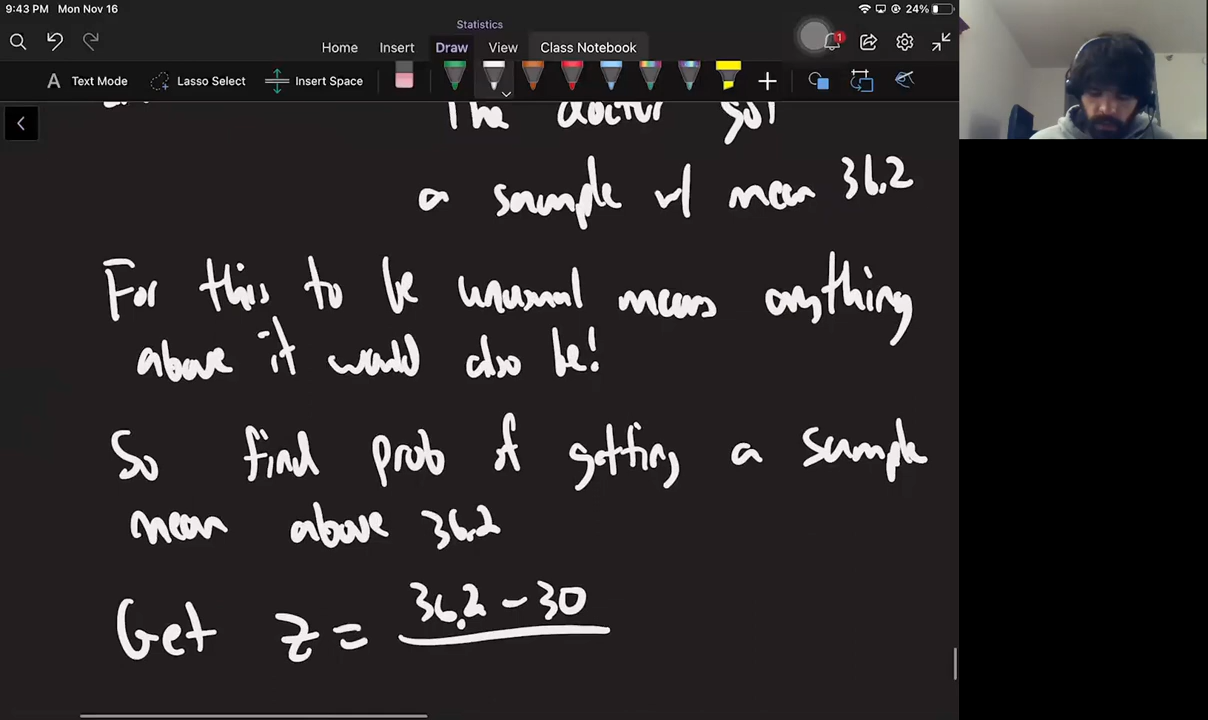 9:43 PM Mon Nov 16
24%
Statistics
Home Insert Draw View Class Notebook
1
A Text Mode Lasso Select Insert Space
The doctor got
a sample w/ mean 36.2
For this to be unusual means anything
above it would also be!
So find prob of getting a sample
mean above 36.2
Get z = 36.2 - 30